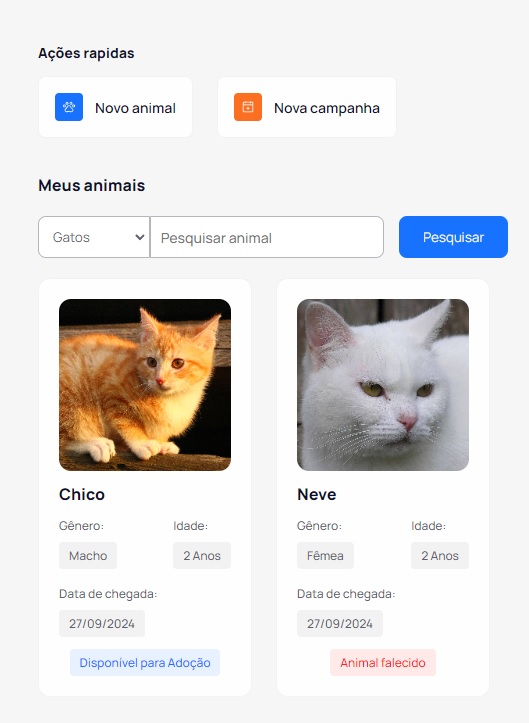 Ações rapidas
Novo animal
Nova campanha
Meus animais
Gatos
Pesquisar animal
Pesquisar
Chico
Gênero:
Idade:
Macho
2 Anos
Data de chegada:
27/09/2024
Disponível para Adoção
Neve
Gênero:
Idade:
Fêmea
2 Anos
Data de chegada:
27/09/2024
Animal falecido